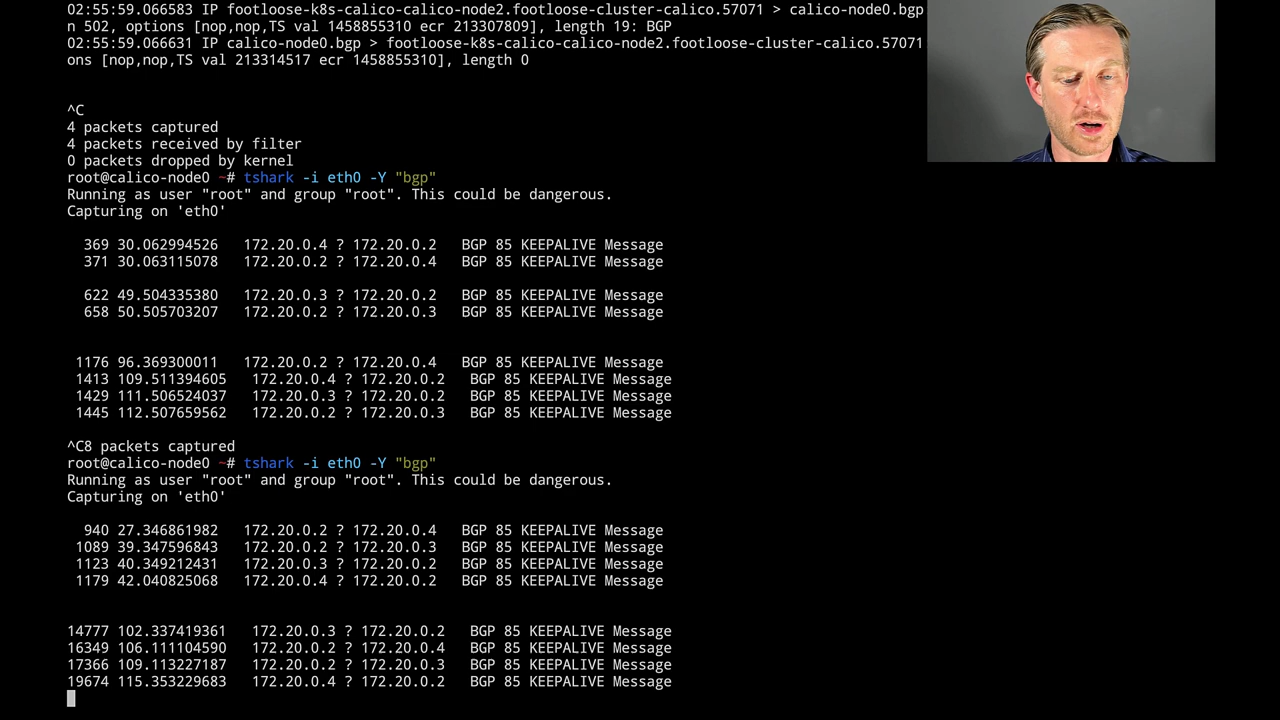 02:55:59.066583 IP footloose-k8s-calico-calico-node2.footloose-cluster-calico.57071 > calico-node0.bgp
n 502, options [nop,nop,TS val 1458855310 ecr 213307809], length 19: BGP
02:55:59.066631 IP calico-node0.bgp > footloose-k8s-calico-calico-node2.footloose-cluster-calico.57071
ons [nop,nop,TS val 213314517 ecr 1458855310], length 0
^C
4 packets captured
4 packets received by filter
0 packets dropped by kernel
root@calico-node0 ~# tshark -i eth0 -Y "bgp"
Running as user "root" and group "root". This could be dangerous.
Capturing on 'eth0'
369 30.062994526 172.20.0.4 ? 172.20.0.2 BGP 85 KEEPALIVE Message
371 30.063115078 172.20.0.2 ? 172.20.0.4 BGP 85 KEEPALIVE Message
622 49.504335380 172.20.0.3 ? 172.20.0.2 BGP 85 KEEPALIVE Message
658 50.505703207 172.20.0.2 ? 172.20.0.3 BGP 85 KEEPALIVE Message
1176 96.369300011 172.20.0.2 ? 172.20.0.4 BGP 85 KEEPALIVE Message
1413 109.511394605 172.20.0.4 ? 172.20.0.2 BGP 85 KEEPALIVE Message
1429 111.506524037 172.20.0.3 ? 172.20.0.2 BGP 85 KEEPALIVE Message
1445 112.507659562 172.20.0.2 ? 172.20.0.3 BGP 85 KEEPALIVE Message
^C8 packets captured
root@calico-node0 ~# tshark -i eth0 -Y "bgp"
Running as user "root" and group "root". This could be dangerous.
Capturing on 'eth0'
940 27.346861982 172.20.0.2 ? 172.20.0.4 BGP 85 KEEPALIVE Message
1089 39.347596843 172.20.0.2 ? 172.20.0.3 BGP 85 KEEPALIVE Message
1123 40.349212431 172.20.0.3 ? 172.20.0.2 BGP 85 KEEPALIVE Message
1179 42.040825068 172.20.0.4 ? 172.20.0.2 BGP 85 KEEPALIVE Message
14777 102.337419361 172.20.0.3 ? 172.20.0.2 BGP 85 KEEPALIVE Message
16349 106.111104590 172.20.0.2 ? 172.20.0.4 BGP 85 KEEPALIVE Message
17366 109.113227187 172.20.0.2 ? 172.20.0.3 BGP 85 KEEPALIVE Message
19674 115.353229683 172.20.0.4 ? 172.20.0.2 BGP 85 KEEPALIVE Message